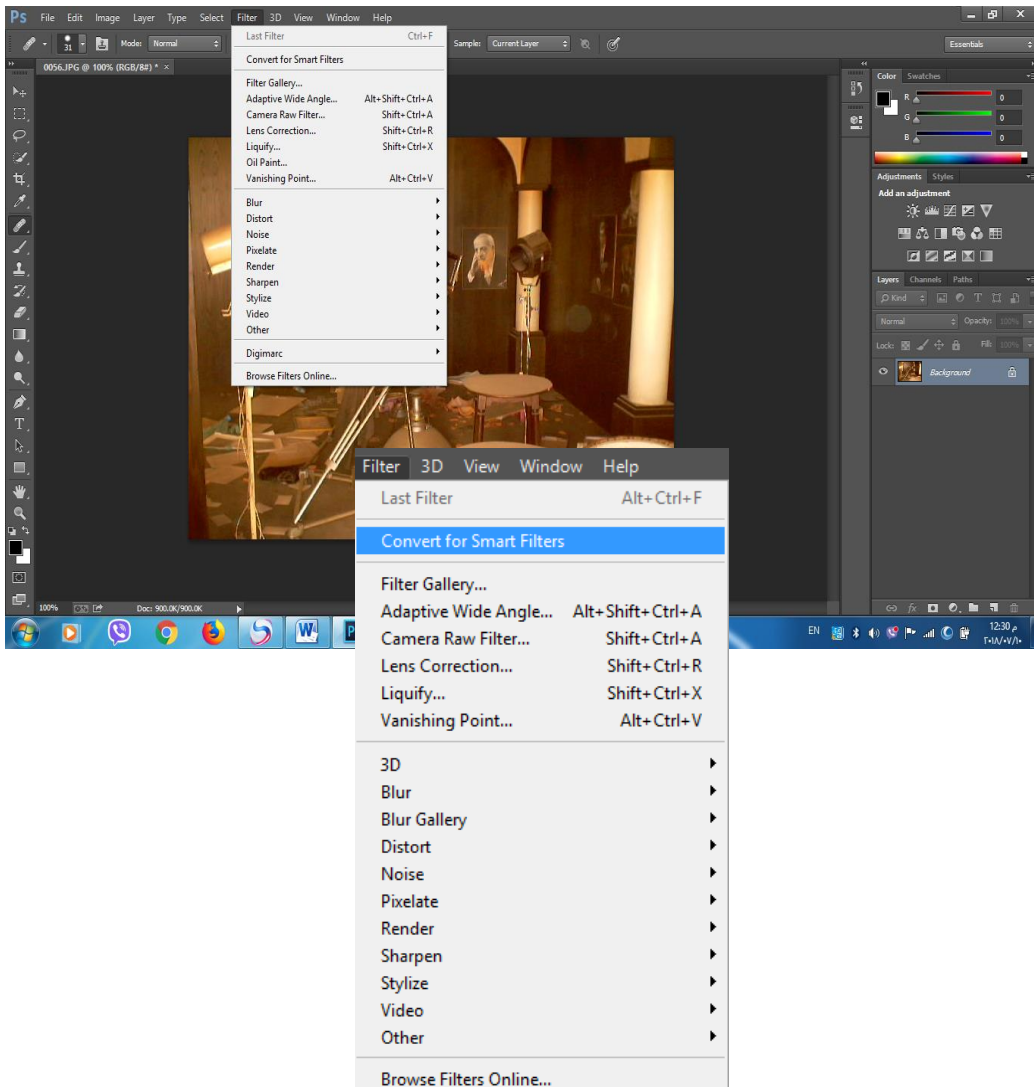 Ps File Edit Image Layer Type Select Filter 3D View Window Help
31 Mode: Normal Sample: Current Layer Essentials
0056.JPG @ 100% (RGB/8#) * ×
Last Filter Ctrl+F
Convert for Smart Filters
Filter Gallery...
Adaptive Wide Angle... Alt+Shift+Ctrl+A
Camera Raw Filter... Shift+Ctrl+A
Lens Correction... Shift+Ctrl+R
Liquify... Shift+Ctrl+X
Oil Paint...
Vanishing Point... Alt+Ctrl+V
Blur
Distort
Noise
Pixelate
Render
Sharpen
Stylize
Video
Other
Digimarc
Browse Filters Online...
Color Swatches
R 0
G 0
B 0
Adjustments Styles
Add an adjustment
Layers Channels Paths
Kind
Normal Opacity: 100%
Lock: Fill: 100%
Background
100% Doc: 900.0K/900.0K
EN 12:30 م
٢٠١٨/٠٧/١٠
Filter 3D View Window Help
Last Filter Alt+Ctrl+F
Convert for Smart Filters
Filter Gallery...
Adaptive Wide Angle... Alt+Shift+Ctrl+A
Camera Raw Filter... Shift+Ctrl+A
Lens Correction... Shift+Ctrl+R
Liquify... Shift+Ctrl+X
Vanishing Point... Alt+Ctrl+V
3D
Blur
Blur Gallery
Distort
Noise
Pixelate
Render
Sharpen
Stylize
Video
Other
Browse Filters Online...